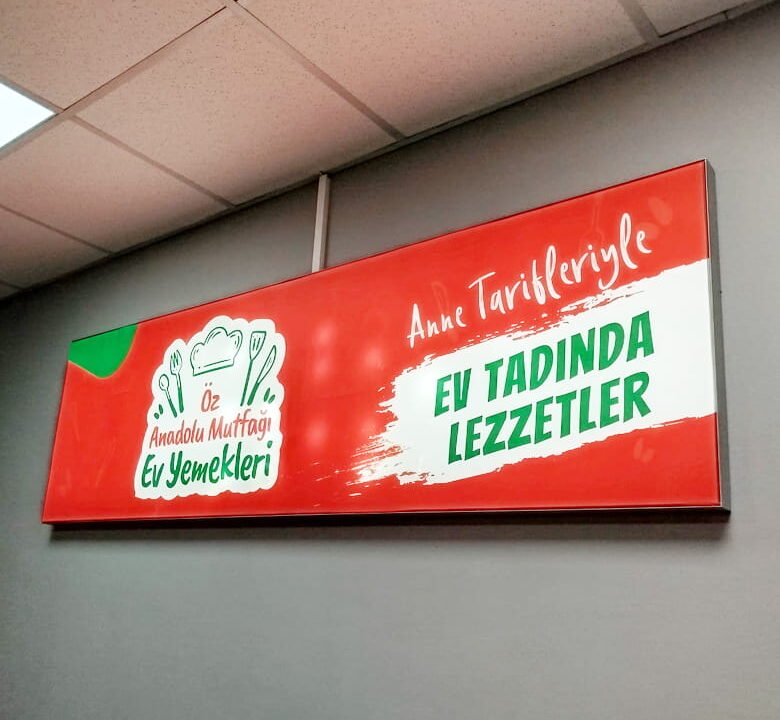 Öz
Anadolu Mutfağı
Ev Yemekleri
Anne Tarifleriyle
EV TADINDA
LEZZETLER